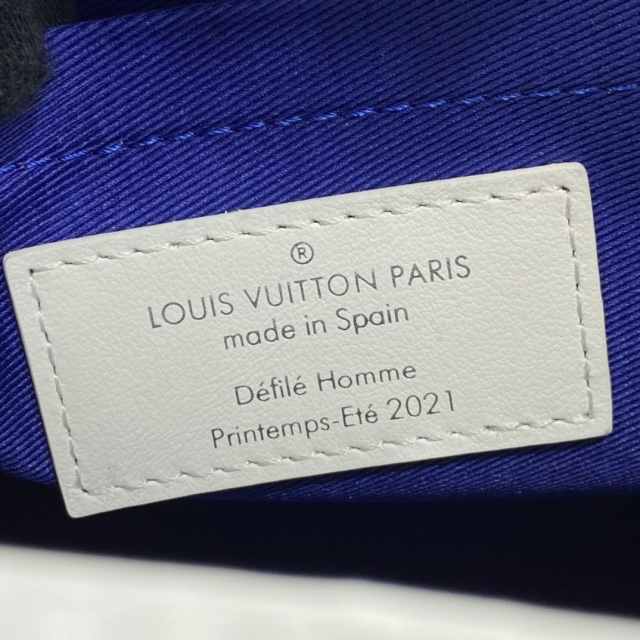 ®
LOUIS VUITTON PARIS
made in Spain
Défilé Homme
Printemps-Eté 2021